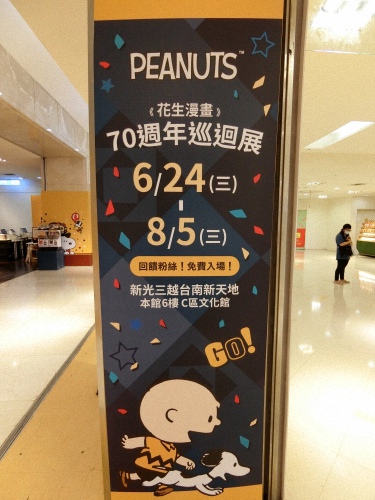 PEANUTS™
《花生漫畫》
70週年巡迴展
6/24(三)
-
8/5(三)
回饋粉絲！免費入場！
新光三越台南新天地
本館6樓 C區文化館
GO!